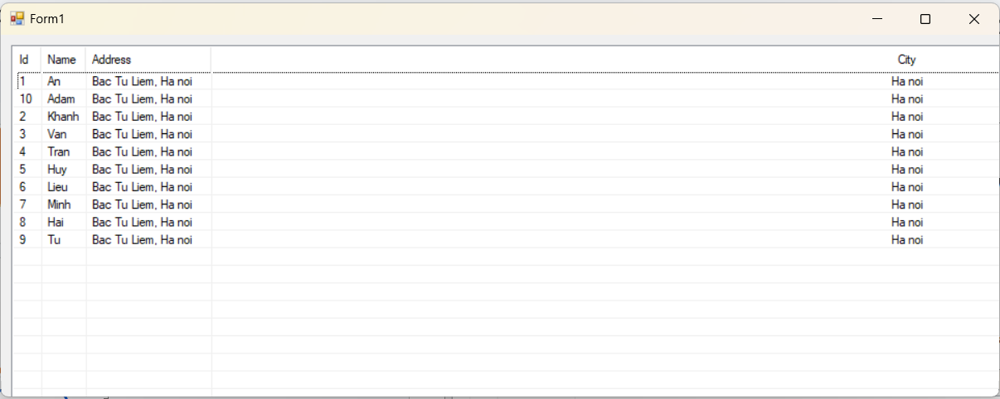 Form1
Id Name Address City
1 An Bac Tu Liem, Ha noi Ha noi
10 Adam Bac Tu Liem, Ha noi Ha noi
2 Khanh Bac Tu Liem, Ha noi Ha noi
3 Van Bac Tu Liem, Ha noi Ha noi
4 Tran Bac Tu Liem, Ha noi Ha noi
5 Huy Bac Tu Liem, Ha noi Ha noi
6 Lieu Bac Tu Liem, Ha noi Ha noi
7 Minh Bac Tu Liem, Ha noi Ha noi
8 Hai Bac Tu Liem, Ha noi Ha noi
9 Tu Bac Tu Liem, Ha noi Ha noi